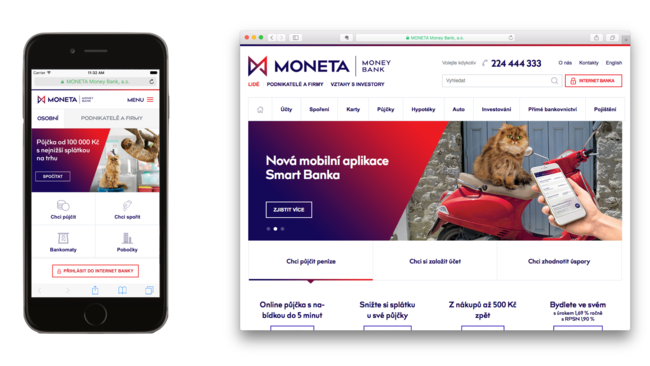 Carrier
11:33 AM
MONETA Money Bank, a.s.
MONETA
MONEY
BANK
MENU
OSOBNÍ
PODNIKATELÉ A FIRMY
Půjčka od 100 000 Kč
s nejnižší splátkou
na trhu
SPOČÍTAT
Chci půjčit
Chci spořit
Bankomaty
Pobočky
PŘIHLÁSIT DO INTERNET BANKY
MONETA Money Bank, a.s.
MONETA
MONEY
BANK
Volejte kdykoliv
224 444 333
O nás
Kontakty
English
LIDÉ
PODNIKATELÉ A FIRMY
VZTAHY S INVESTORY
Vyhledat
INTERNET BANKA
Účty
Spoření
Karty
Půjčky
Hypotéky
Auto
Investování
Přímé bankovnictví
Pojištění
Nová mobilní aplikace
Smart Banka
ZJISTIT VÍCE
Chci půjčit peníze
Chci si založit účet
Chci zhodnotit úspory
Online půjčka s na-
bídkou do 5 minut
Snižte si splátku
u své půjčky
Z nákupů až 500 Kč
zpět
Bydlete ve svém
s úrokem 1,69 % ročně
s RPSN 1,90 %